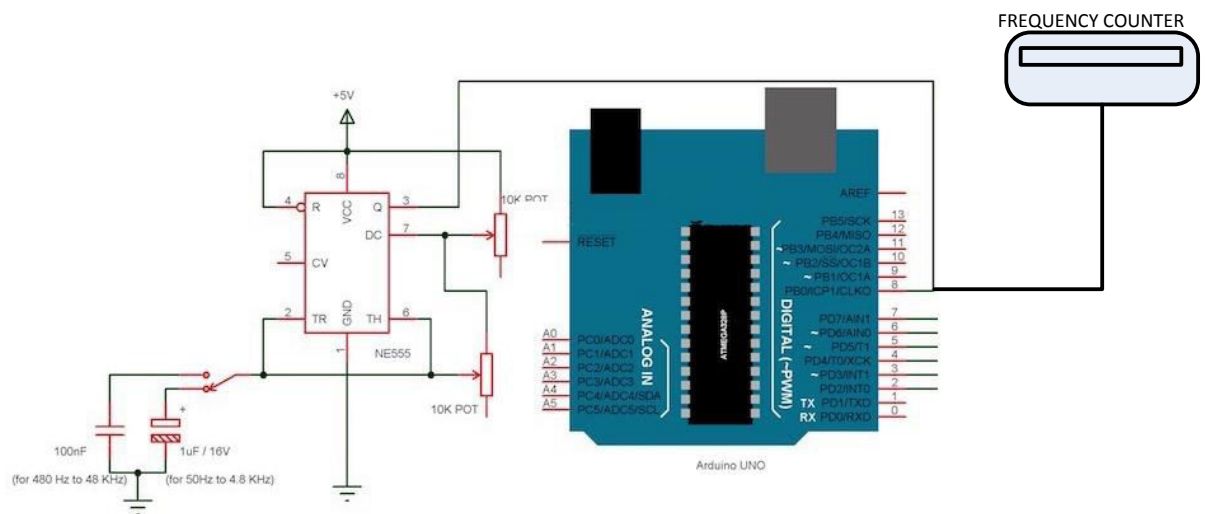 FREQUENCY COUNTER
+5V
8
VCC
4
R
Q
3
10K POT
DC
7
5
CV
2
TR
GND
TH
6
1
NE555
10K POT
+
100nF
1uF / 16V
(for 480 Hz to 48 KHz)
(for 50Hz to 4.8 KHz)
RESET
AREF
PB5/SCK 13
PB4/MISO 12
~PB3/MOSI/OC2A 11
~ PB2/SS/OC1B 10
~ PB1/OC1A 9
PB0/ICP1/CLKO 8
PD7/AIN1 7
~PD6/AIN0 6
~ PD5/T1 5
PD4/T0/XCK 4
~PD3/INT1 3
PD2/INT0 2
TX PD1/TXD 1
RX PD0/RXD 0
DIGITAL (~PWM)
ATMEGA328P
ANALOG IN
A0 PC0/ADC0
A1 PC1/ADC1
A2 PC2/ADC2
A3 PC3/ADC3
A4 PC4/ADC4/SDA
A5 PC5/ADC5/SCL
Arduino UNO